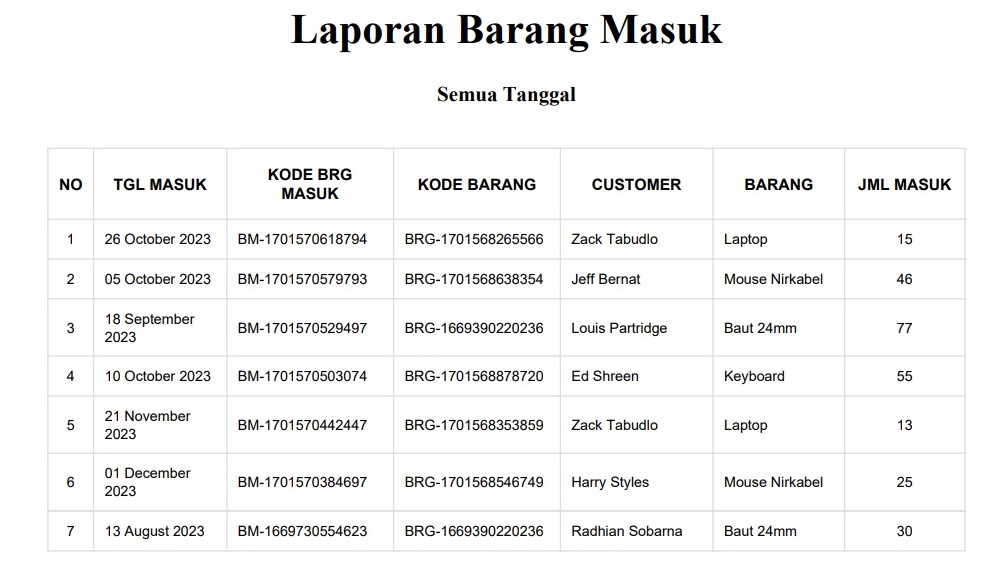 Laporan Barang Masuk
Semua Tanggal
NO TGL MASUK KODE BRG MASUK KODE BARANG CUSTOMER BARANG JML MASUK
1 26 October 2023 BM-1701570618794 BRG-1701568265566 Zack Tabudlo Laptop 15
2 05 October 2023 BM-1701570579793 BRG-1701568638354 Jeff Bernat Mouse Nirkabel 46
3 18 September 2023 BM-1701570529497 BRG-1669390220236 Louis Partridge Baut 24mm 77
4 10 October 2023 BM-1701570503074 BRG-1701568878720 Ed Shreen Keyboard 55
5 21 November 2023 BM-1701570442447 BRG-1701568353859 Zack Tabudlo Laptop 13
6 01 December 2023 BM-1701570384697 BRG-1701568546749 Harry Styles Mouse Nirkabel 25
7 13 August 2023 BM-1669730554623 BRG-1669390220236 Radhian Sobarna Baut 24mm 30